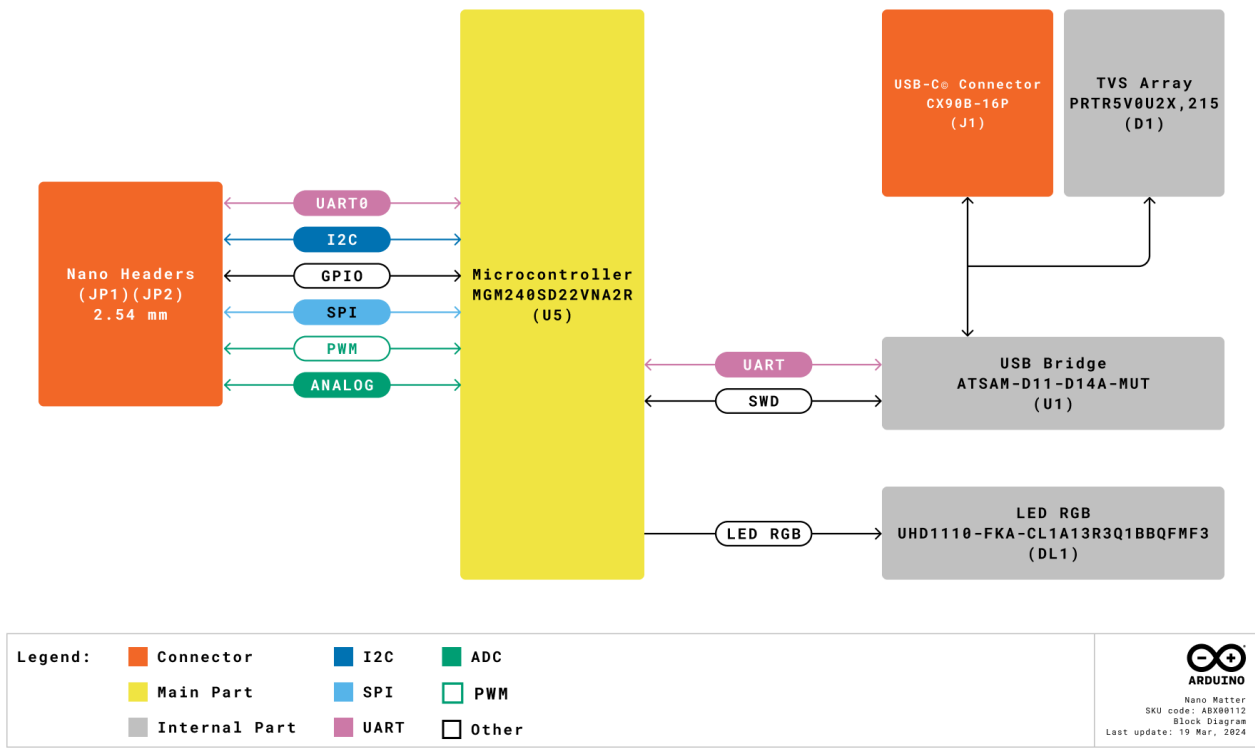 USB-C© Connector
CX90B-16P
(J1)
TVS Array
PRTR5V0U2X,215
(D1)
Nano Headers
(JP1)(JP2)
2.54 mm
UART0
I2C
GPIO
SPI
PWM
ANALOG
Microcontroller
MGM240SD22VNA2R
(U5)
UART
SWD
USB Bridge
ATSAM-D11-D14A-MUT
(U1)
LED RGB
LED RGB
UHD1110-FKA-CL1A13R3Q1BBQFMF3
(DL1)
Legend:
Connector
Main Part
Internal Part
I2C
SPI
UART
ADC
PWM
Other
ARDUINO
Nano Matter
SKU code: ABX00112
Block Diagram
Last update: 19 Mar, 2024